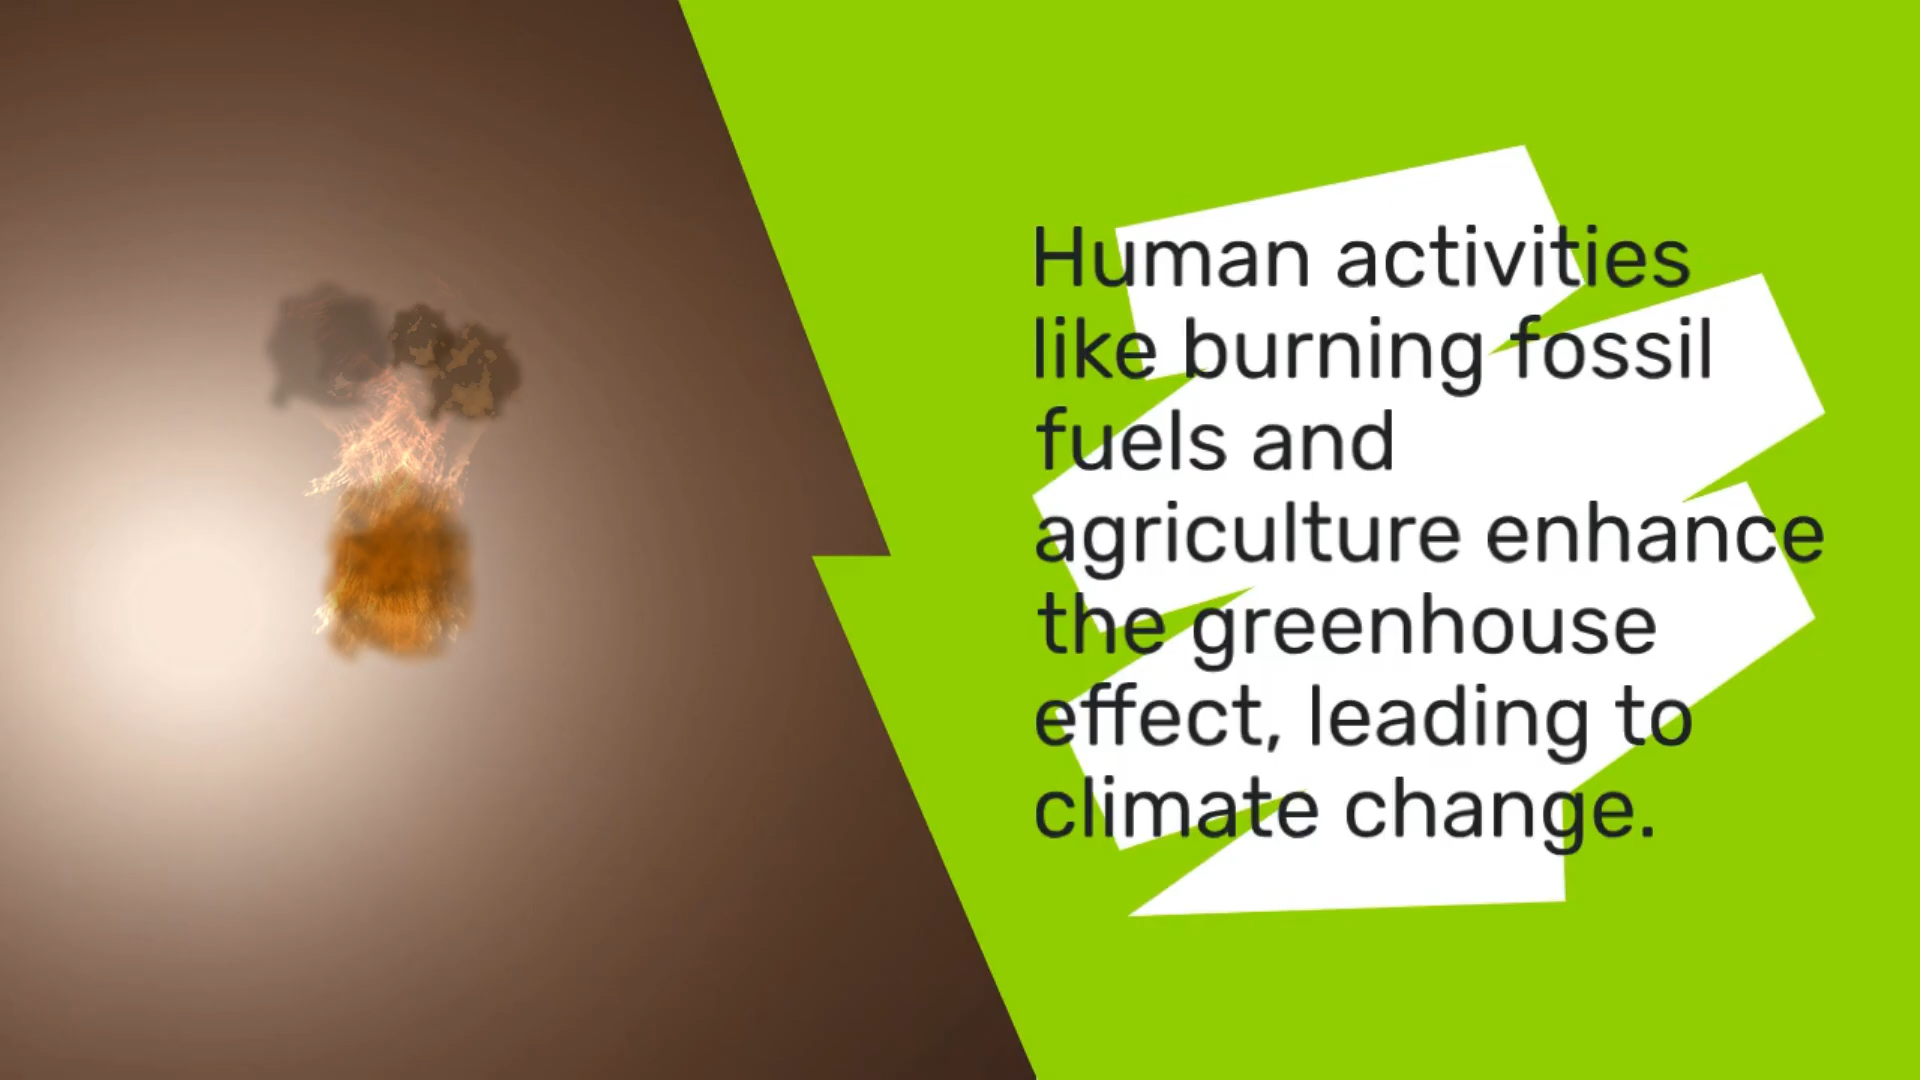 Human activities
like burning fossil
fuels and
agriculture enhance
the greenhouse
effect, leading to
climate change.